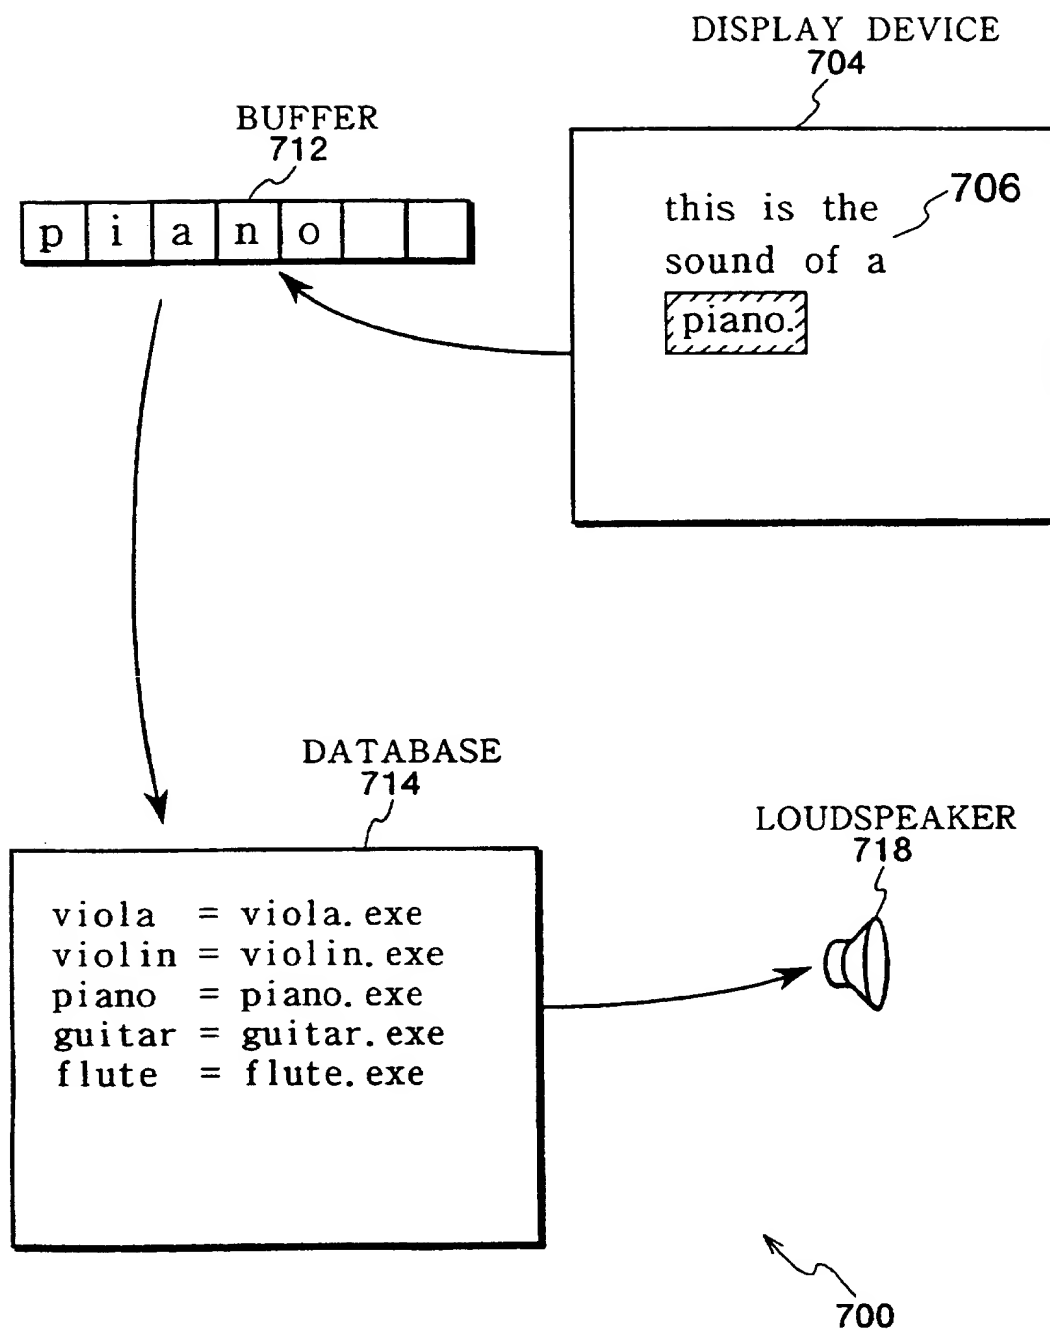 DISPLAY DEVICE
704
BUFFER
712
p i a n o
this is the
sound of a
piano.
706
DATABASE
714
viola = viola.exe
violin = violin.exe
piano = piano.exe
guitar = guitar.exe
flute = flute.exe
LOUDSPEAKER
718
700